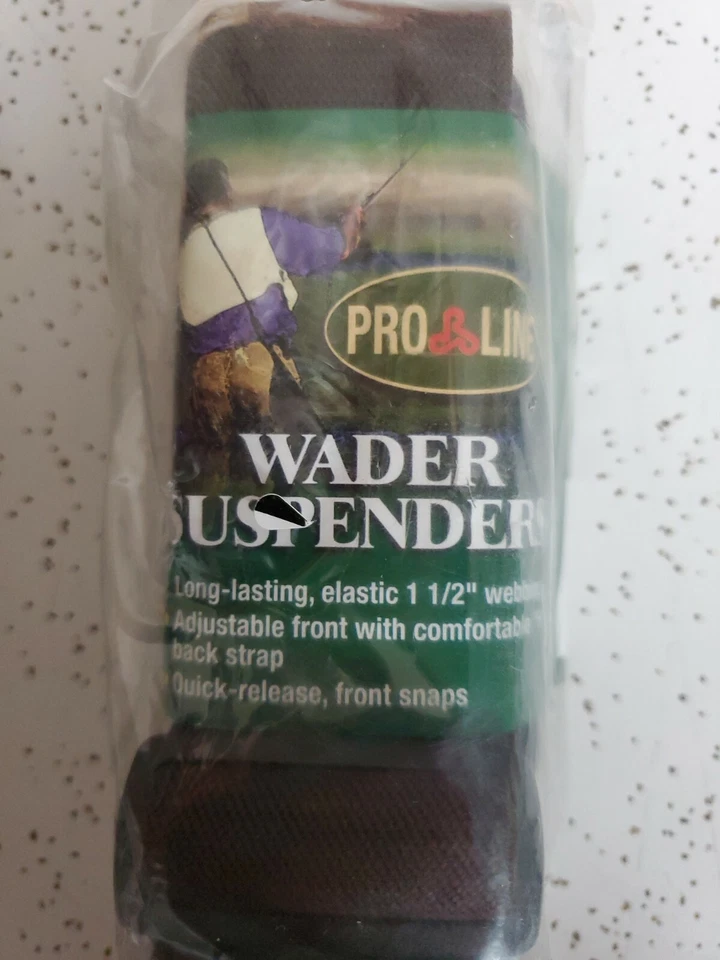 PRO LINE
WADER
SUSPENDERS
Long-lasting, elastic 1 1/2"
Adjustable front with comfortable
back strap
Quick-release, front snaps